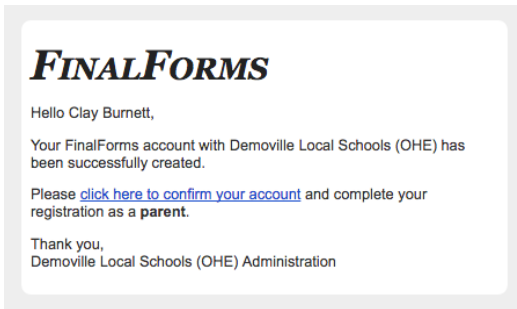 FINALFORMS
Hello Clay Burnett,
Your FinalForms account with Demoville Local Schools (OHE) has
been successfully created.
Please click here to confirm your account and complete your
registration as a parent.
Thank you,
Demoville Local Schools (OHE) Administration